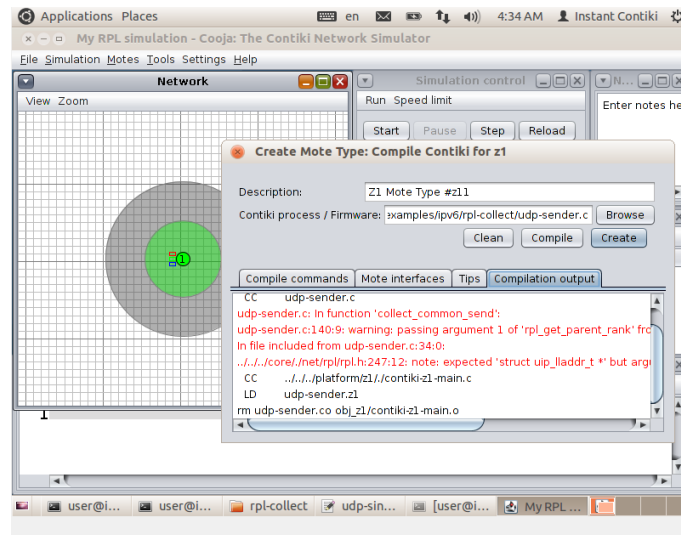 Applications Places en 4:34 AM Instant Contiki
My RPL simulation - Cooja: The Contiki Network Simulator
File Simulation Motes Tools Settings Help
Network
View Zoom
1
Simulation control
Run Speed limit
Start Pause Step Reload
N...
Enter notes he
Create Mote Type: Compile Contiki for z1
Description: Z1 Mote Type #z11
Contiki process / Firmware: examples/ipv6/rpl-collect/udp-sender.c Browse
Clean Compile Create
Compile commands Mote interfaces Tips Compilation output
CC udp-sender.c
udp-sender.c: In function 'collect_common_send':
udp-sender.c:140:9: warning: passing argument 1 of 'rpl_get_parent_rank' fro
In file included from udp-sender.c:34:0:
../../../core/./net/rpl/rpl.h:247:12: note: expected 'struct uip_lladdr_t *' but argu
CC ../../../platform/z1/./contiki-z1-main.c
LD udp-sender.z1
rm udp-sender.co obj_z1/contiki-z1-main.o
1
user@i... user@i... rpl-collect udp-sin... [user@i... My RPL ...